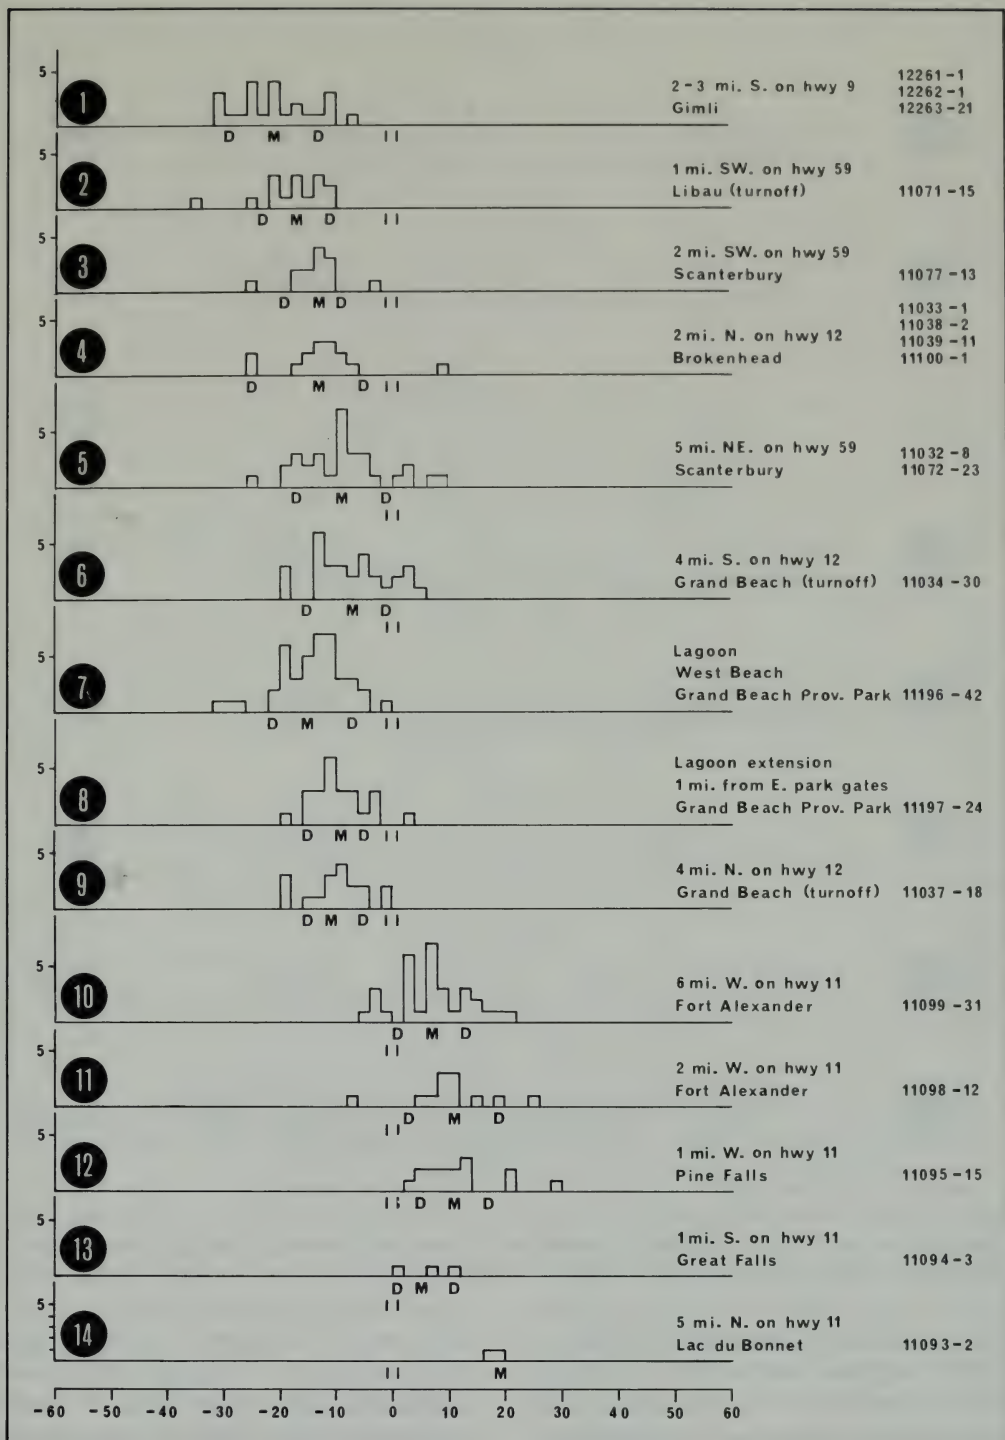 12261-1
5 2-3 mi. S. on hwy 9 12262-1
1 Gimli 12263-21
D M D I I
5 1 mi. SW. on hwy 59
2 Libau (turnoff) 11071-15
D M D I I
5 2 mi. SW. on hwy 59
3 Scanterbury 11077-13
D M D I I
11033-1
5 11038-2
2 mi. N. on hwy 12 11039-11
4 Brokenhead 11100-1
D M D I I
5 5 mi. NE. on hwy 59 11032-8
5 Scanterbury 11072-23
D M D
I I
5 4 mi. S. on hwy 12
6 Grand Beach (turnoff) 11034-30
D M D
I I
Lagoon
5 West Beach
7 Grand Beach Prov. Park 11196-42
D M D I I
5 Lagoon extension
1 mi. from E. park gates
8 Grand Beach Prov. Park 11197-24
D M D I I
5 4 mi. N. on hwy 12
9 Grand Beach (turnoff) 11037-18
D M D I I
5 6 mi. W. on hwy 11
10 Fort Alexander 11099-31
D M D
5 I I
2 mi. W. on hwy 11
11 Fort Alexander 11098-12
D M D
5 I I
1 mi. W. on hwy 11
12 Pine Falls 11095-15
I I D M D
5 1 mi. S. on hwy 11
13 Great Falls 11094-3
D M D
5 I I
5 mi. N. on hwy 11
14 Lac du Bonnet 11093-2
I I M
-60 -50 -40 -30 -20 -10 0 10 20 30 40 50 60